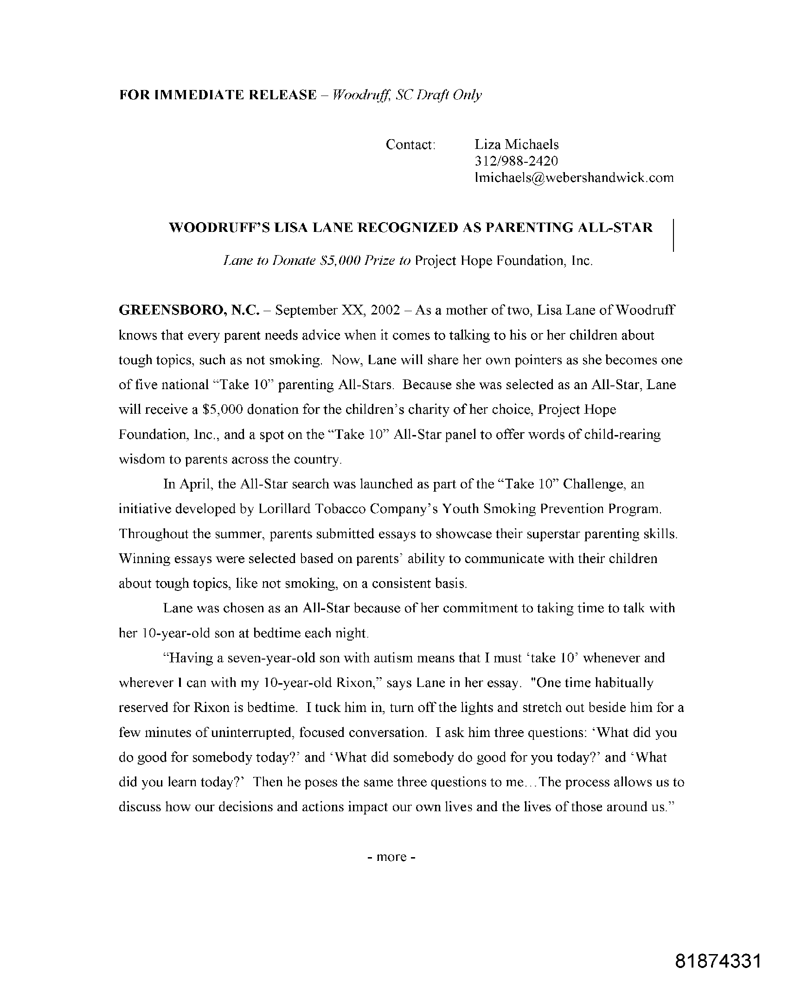 FOR IMMEDIATE RELEASE – Woodruff, SC Draft Only
Contact: Liza Michaels
312/988-2420
lmichaels@webershandwick.com
WOODRUFF'S LISA LANE RECOGNIZED AS PARENTING ALL-STAR
Lane to Donate $5,000 Prize to Project Hope Foundation, Inc.
GREENSBORO, N.C. – September XX, 2002 – As a mother of two, Lisa Lane of Woodruff
knows that every parent needs advice when it comes to talking to his or her children about
tough topics, such as not smoking. Now, Lane will share her own pointers as she becomes one
of five national “Take 10” parenting All-Stars. Because she was selected as an All-Star, Lane
will receive a $5,000 donation for the children’s charity of her choice, Project Hope
Foundation, Inc., and a spot on the “Take 10” All-Star panel to offer words of child-rearing
wisdom to parents across the country.
In April, the All-Star search was launched as part of the “Take 10” Challenge, an
initiative developed by Lorillard Tobacco Company’s Youth Smoking Prevention Program.
Throughout the summer, parents submitted essays to showcase their superstar parenting skills.
Winning essays were selected based on parents’ ability to communicate with their children
about tough topics, like not smoking, on a consistent basis.
Lane was chosen as an All-Star because of her commitment to taking time to talk with
her 10-year-old son at bedtime each night.
“Having a seven-year-old son with autism means that I must ‘take 10’ whenever and
wherever I can with my 10-year-old Rixon,” says Lane in her essay. "One time habitually
reserved for Rixon is bedtime. I tuck him in, turn off the lights and stretch out beside him for a
few minutes of uninterrupted, focused conversation. I ask him three questions: ‘What did you
do good for somebody today?’ and ‘What did somebody do good for you today?’ and ‘What
did you learn today?’ Then he poses the same three questions to me…The process allows us to
discuss how our decisions and actions impact our own lives and the lives of those around us.”
- more -
81874331